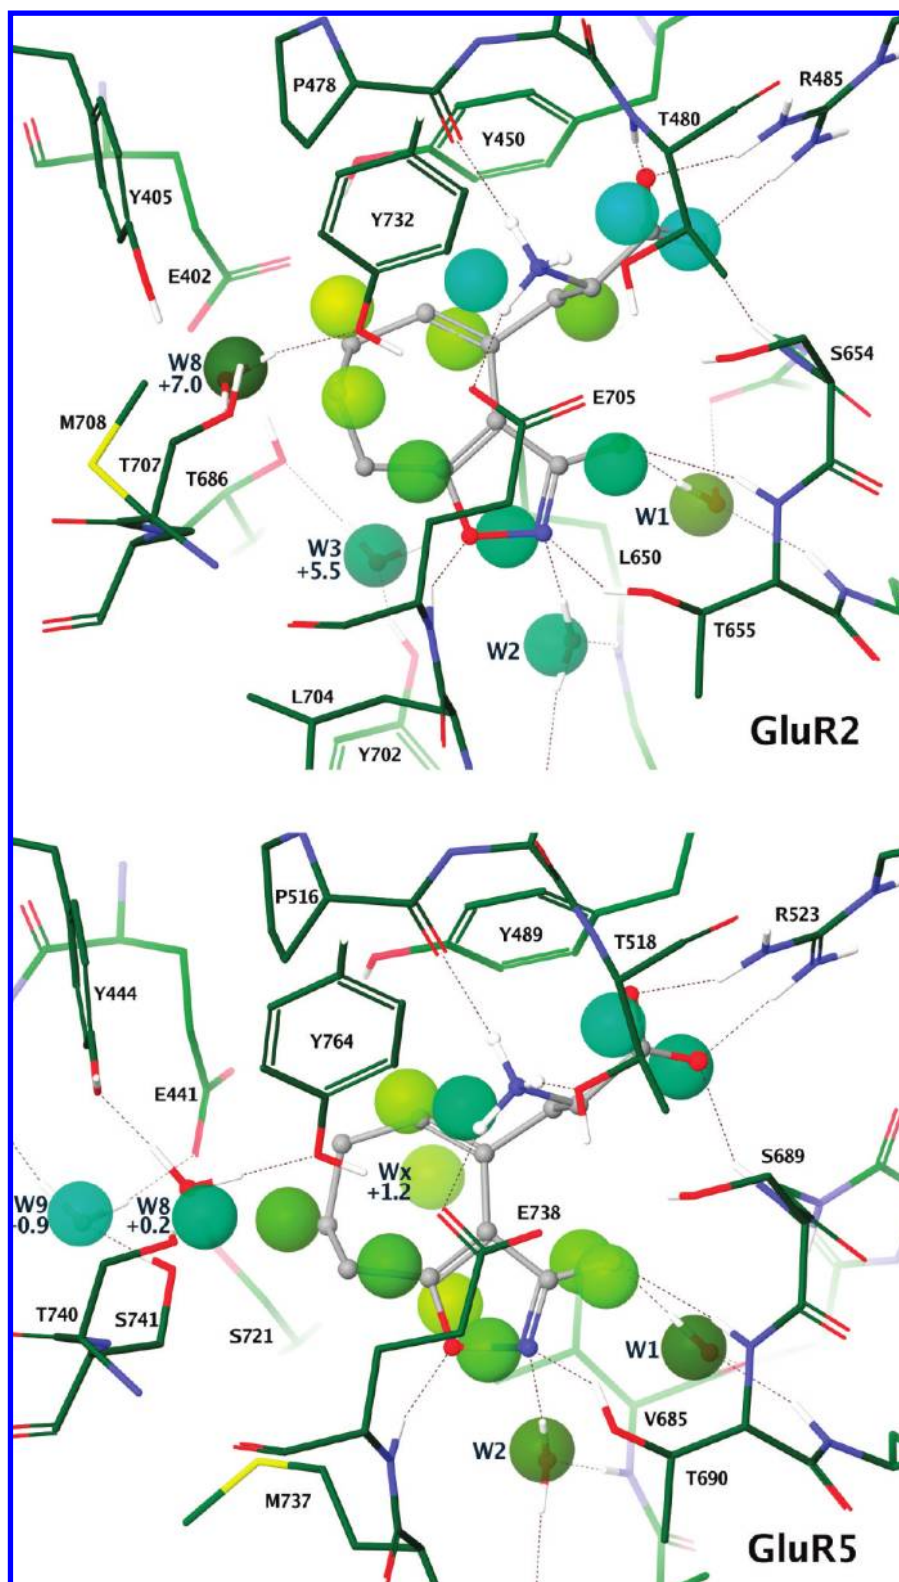 P478
R485
Y450
T480
Y405
Y732
E402
W8
+7.0
S654
M708
E705
T707
T686
W1
W3
+5.5
L650
W2
T655
L704
Y702
GluR2
P516
R523
Y489
T518
Y444
Y764
E441
S689
Wx
+1.2
W9
+0.9
W8
+0.2
E738
T740
S741
S721
W1
V685
W2
T690
M737
GluR5